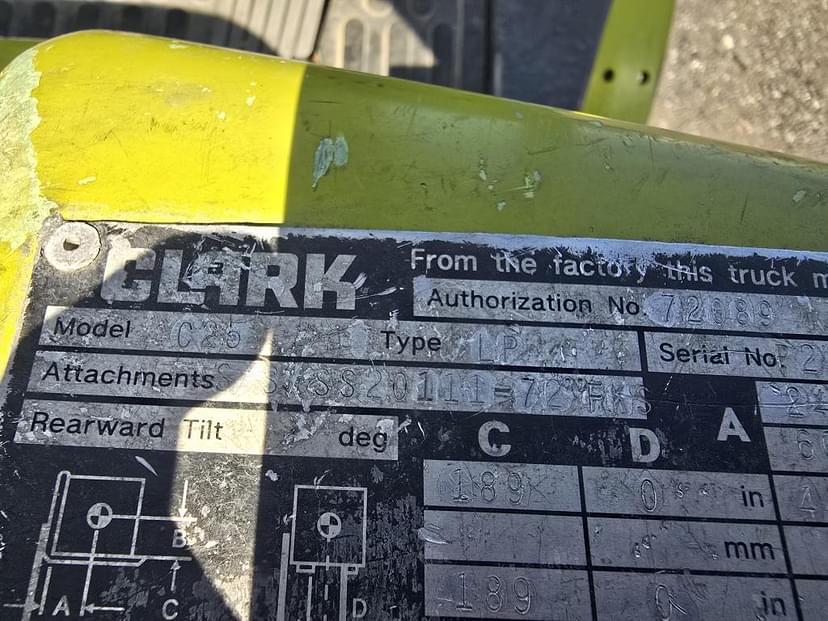 CLARK
From the factory this truck m
Authorization No. 72089
Model C25 Type LP Serial No.
Attachments
Rearward Tilt deg
C D A
189 0 in
mm
189 0 in
B
A C D